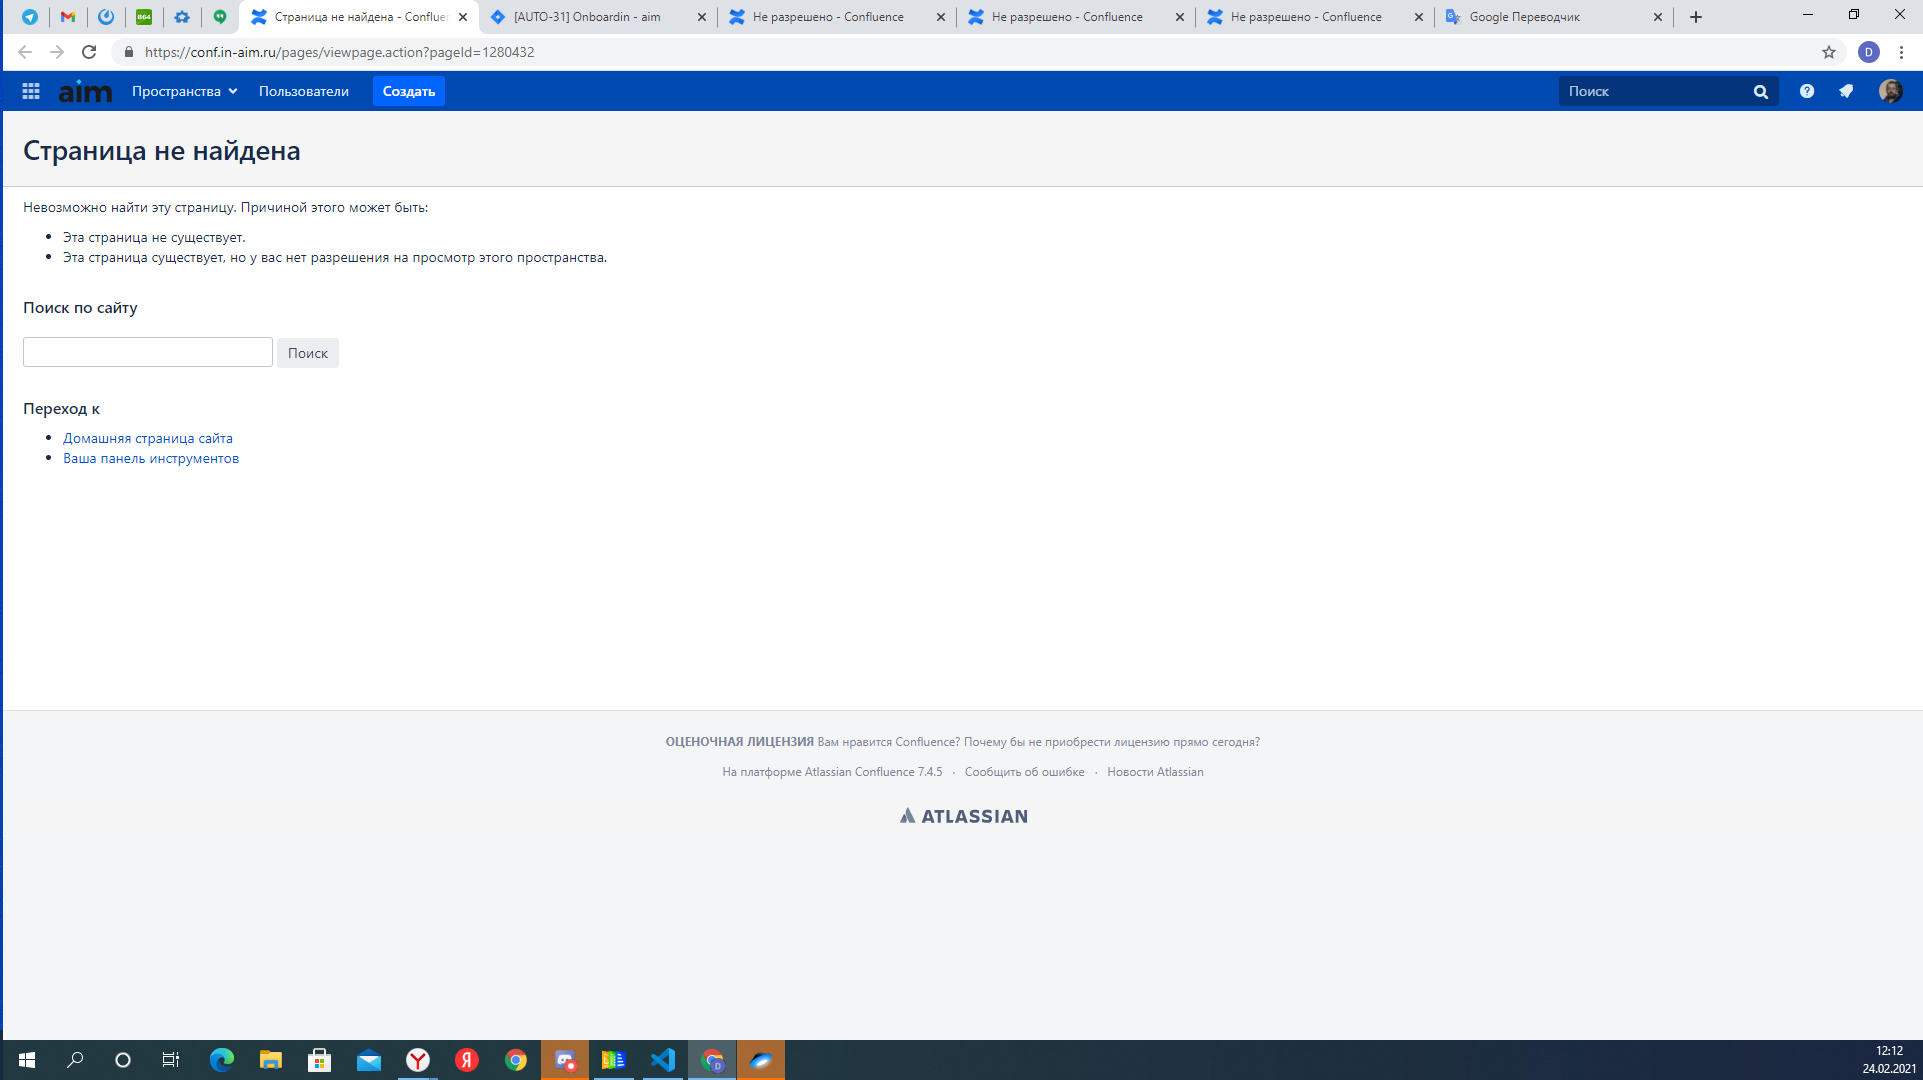 Страница не найдена - Conflue
[AUTO-31] Onboardin - aim
Не разрешено - Confluence
Не разрешено - Confluence
Не разрешено - Confluence
Google Переводчик
https://conf.in-aim.ru/pages/viewpage.action?pageId=1280432
D
aim
Пространства
Пользователи
Создать
Поиск
Страница не найдена
Невозможно найти эту страницу. Причиной этого может быть:
Эта страница не существует.
Эта страница существует, но у вас нет разрешения на просмотр этого пространства.
Поиск по сайту
Поиск
Переход к
Домашняя страница сайта
Ваша панель инструментов
ОЦЕНОЧНАЯ ЛИЦЕНЗИЯ Вам нравится Confluence? Почему бы не приобрести лицензию прямо сегодня?
На платформе Atlassian Confluence 7.4.5 · Сообщить об ошибке · Новости Atlassian
ATLASSIAN
12:12
24.02.2021